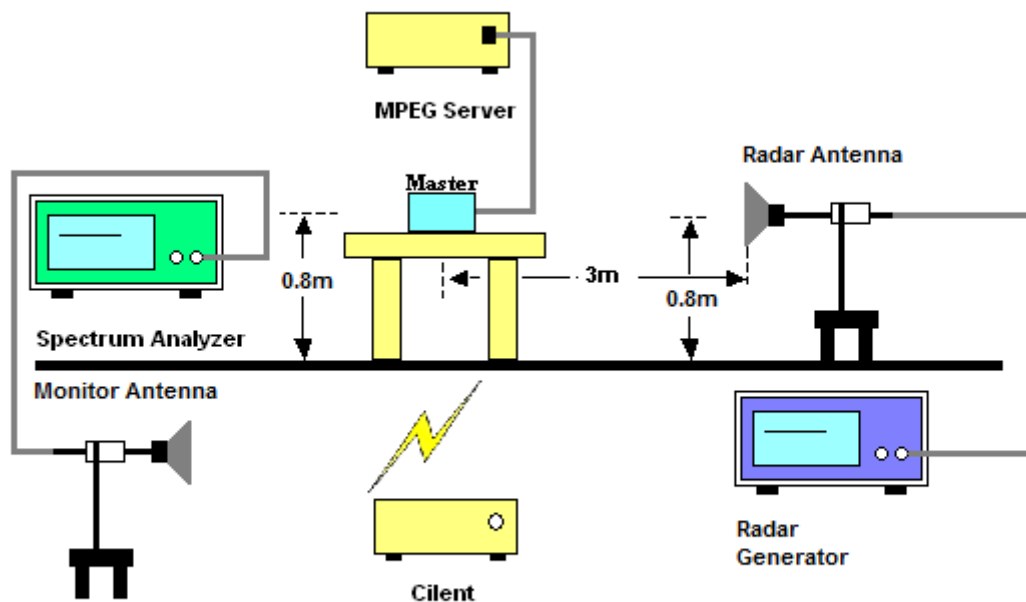 MPEG Server
Radar Antenna
Master
3m
0.8m
0.8m
Spectrum Analyzer
Monitor Antenna
Radar
Generator
Cilent